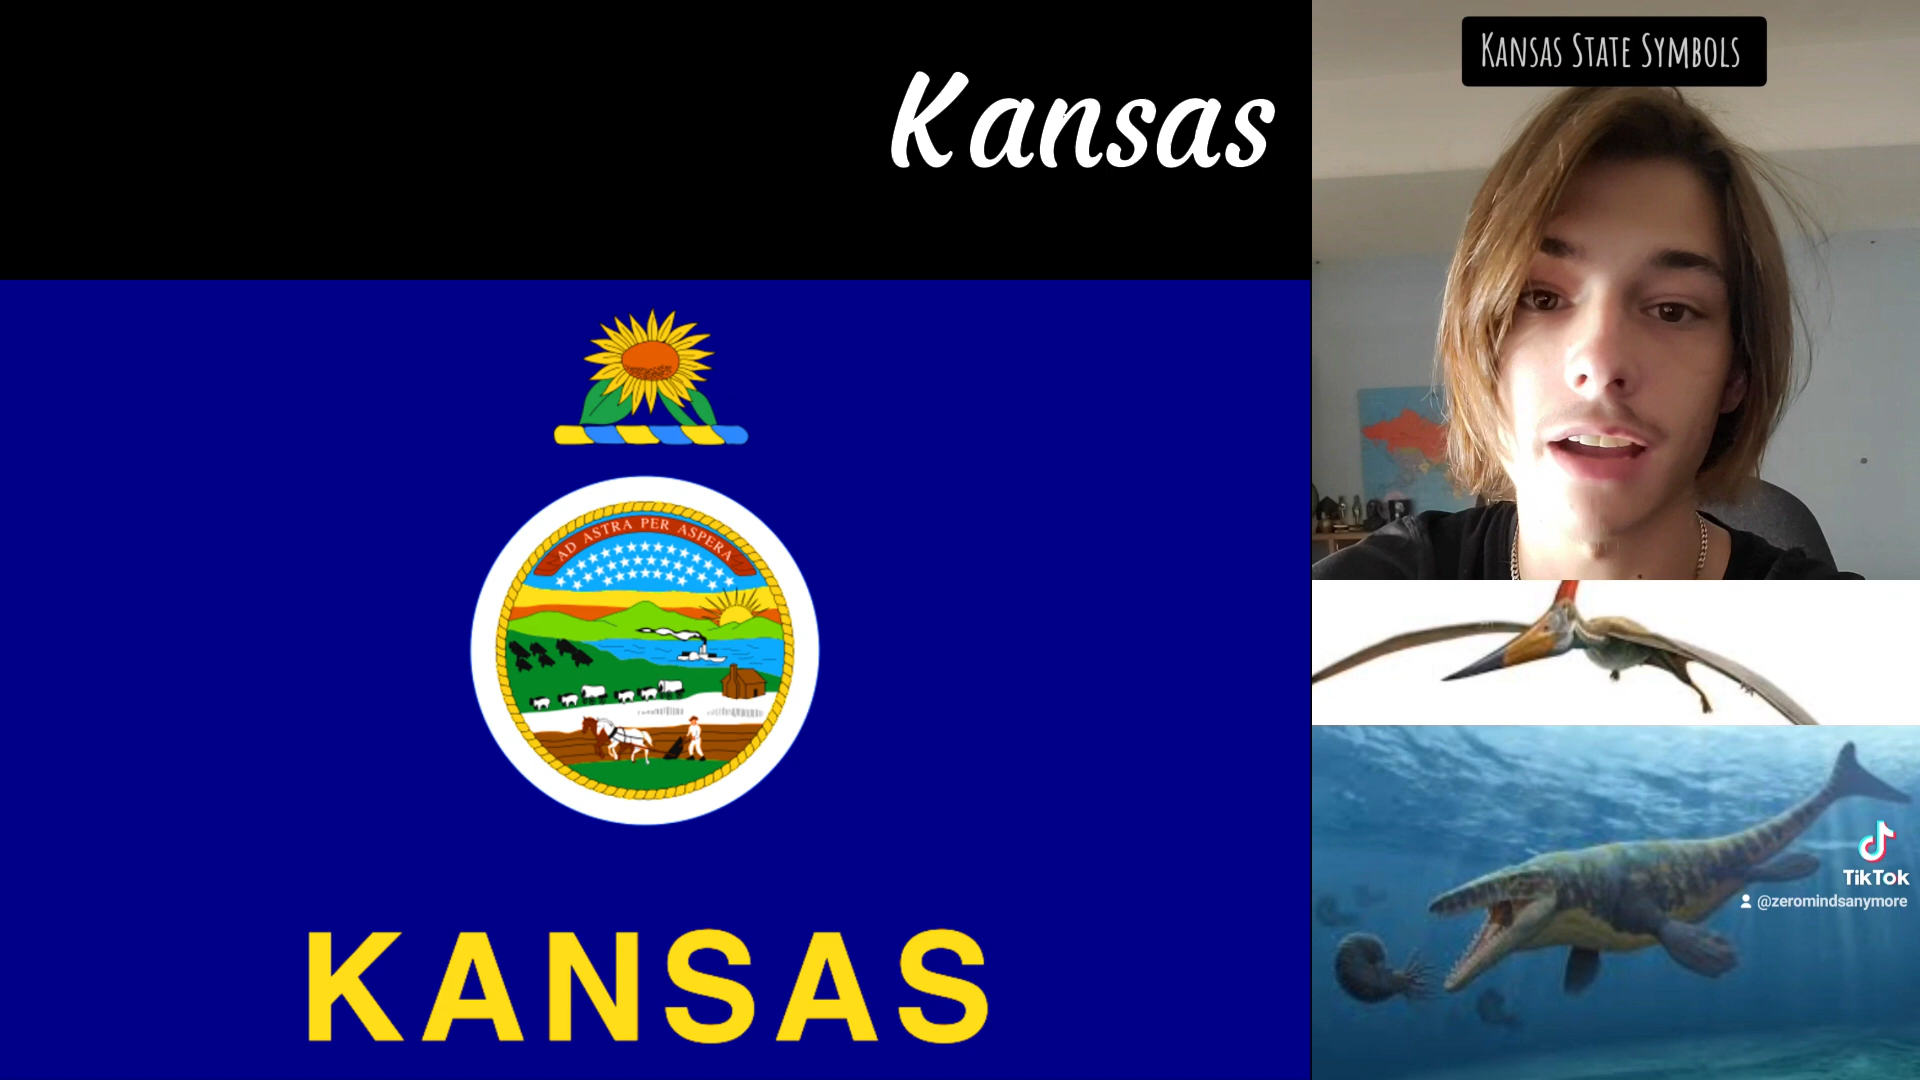 Kansas
KANSAS STATE SYMBOLS
AD ASTRA PER ASPERA
KANSAS
TikTok
@zeromindsanymore